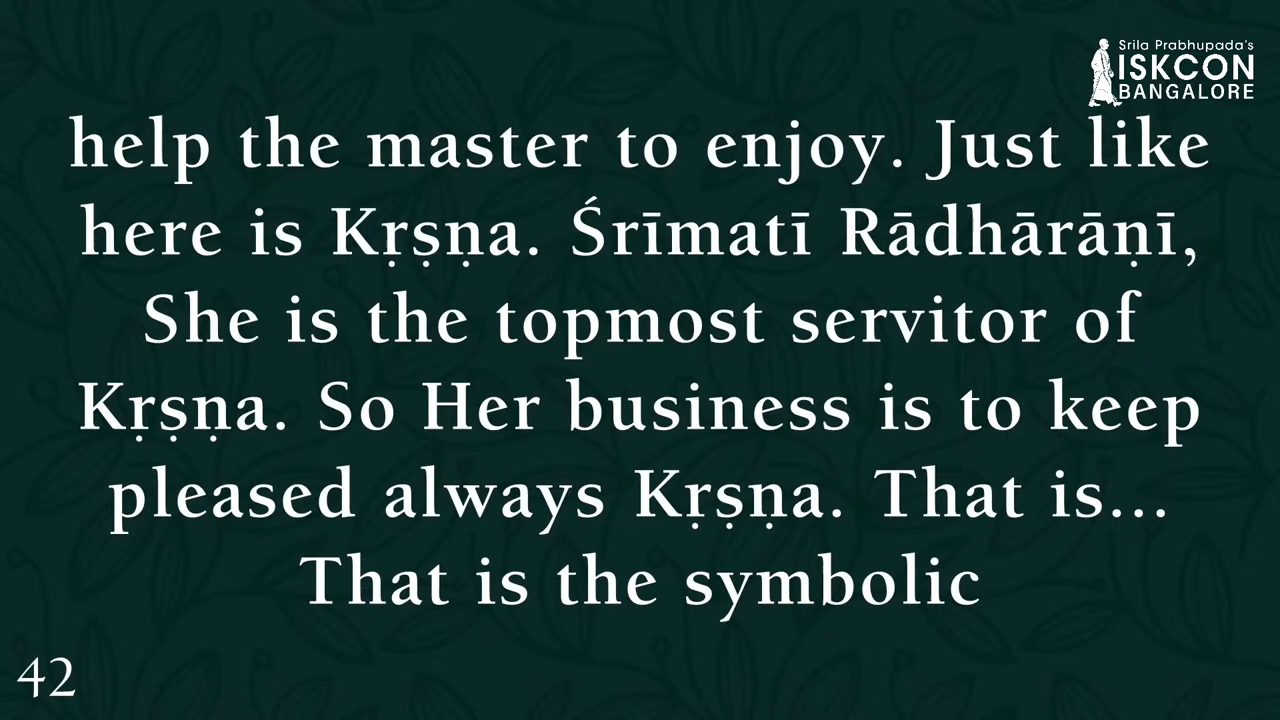 Srila Prabhupada's
ISKCON
BANGALORE
help the master to enjoy. Just like
here is Kṛṣṇa. Śrīmatī Rādhārāṇī,
She is the topmost servitor of
Kṛṣṇa. So Her business is to keep
pleased always Kṛṣṇa. That is...
That is the symbolic
42